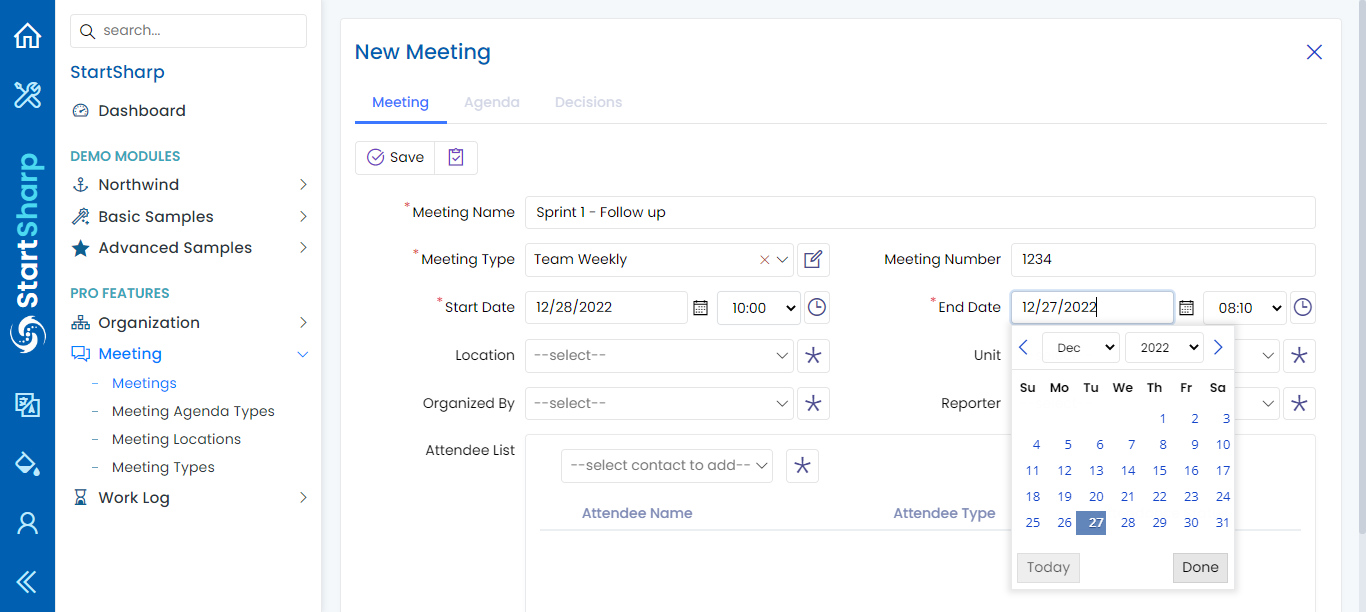 search...
StartSharp
Dashboard
DEMO MODULES
Northwind
Basic Samples
Advanced Samples
PRO FEATURES
Organization
Meeting
Meetings
Meeting Agenda Types
Meeting Locations
Meeting Types
Work Log
StartSharp
New Meeting
Meeting Agenda Decisions
Save
*Meeting Name Sprint 1 - Follow up
*Meeting Type Team Weekly Meeting Number 1234
*Start Date 12/28/2022 10:00 *End Date 12/27/2022 08:10
Location --select-- Unit
Organized By --select-- Reporter
Attendee List
--select contact to add--
Attendee Name Attendee Type
Dec 2022
Su Mo Tu We Th Fr Sa
1 2 3
4 5 6 7 8 9 10
11 12 13 14 15 16 17
18 19 20 21 22 23 24
25 26 27 28 29 30 31
Today Done